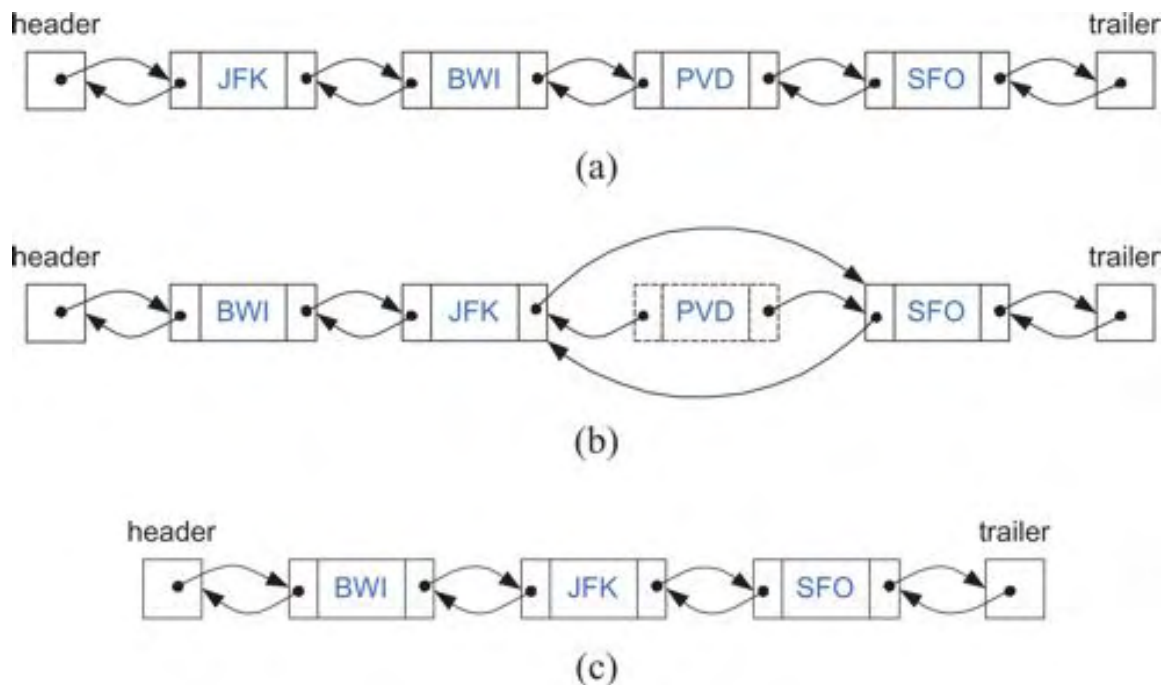 header trailer
JFK BWI PVD SFO
(a)
header trailer
BWI JFK PVD SFO
(b)
header trailer
BWI JFK SFO
(c)